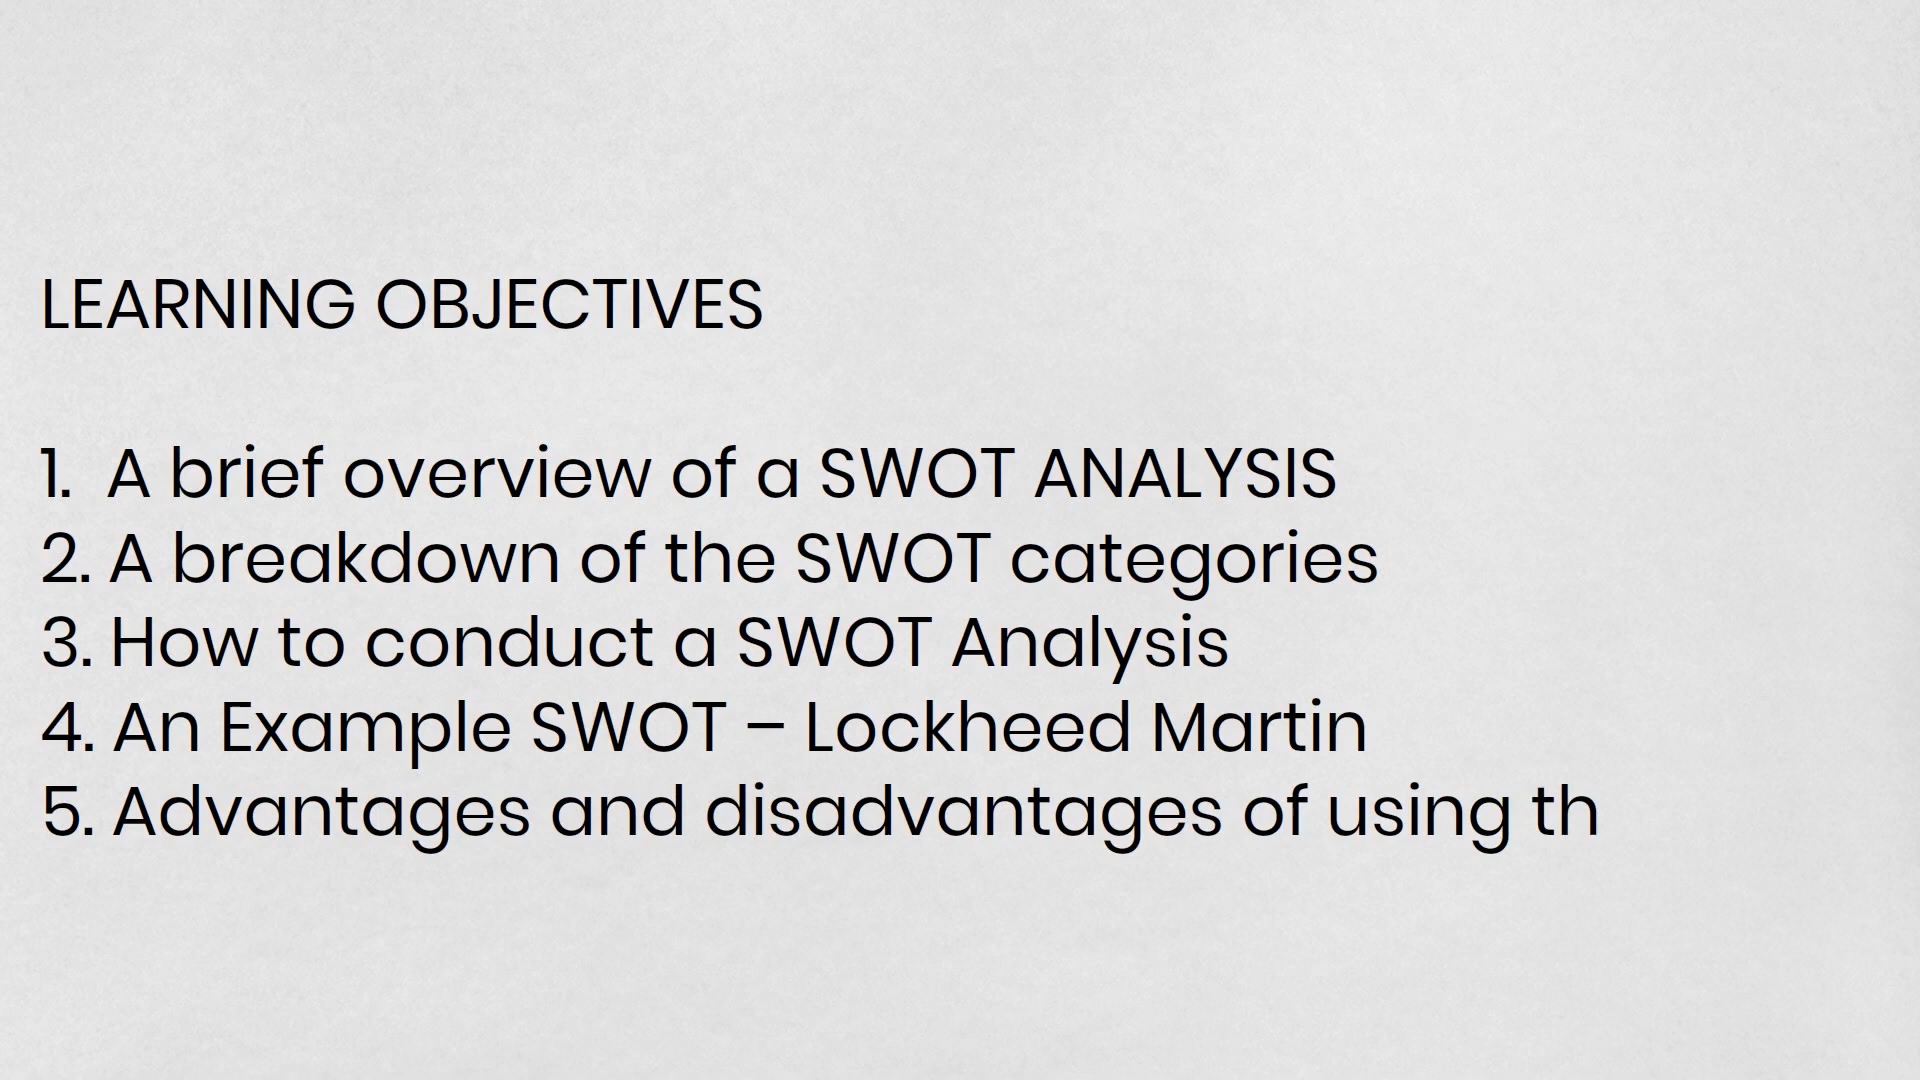 LEARNING OBJECTIVES
1. A brief overview of a SWOT ANALYSIS
2. A breakdown of the SWOT categories
3. How to conduct a SWOT Analysis
4. An Example SWOT – Lockheed Martin
5. Advantages and disadvantages of using th